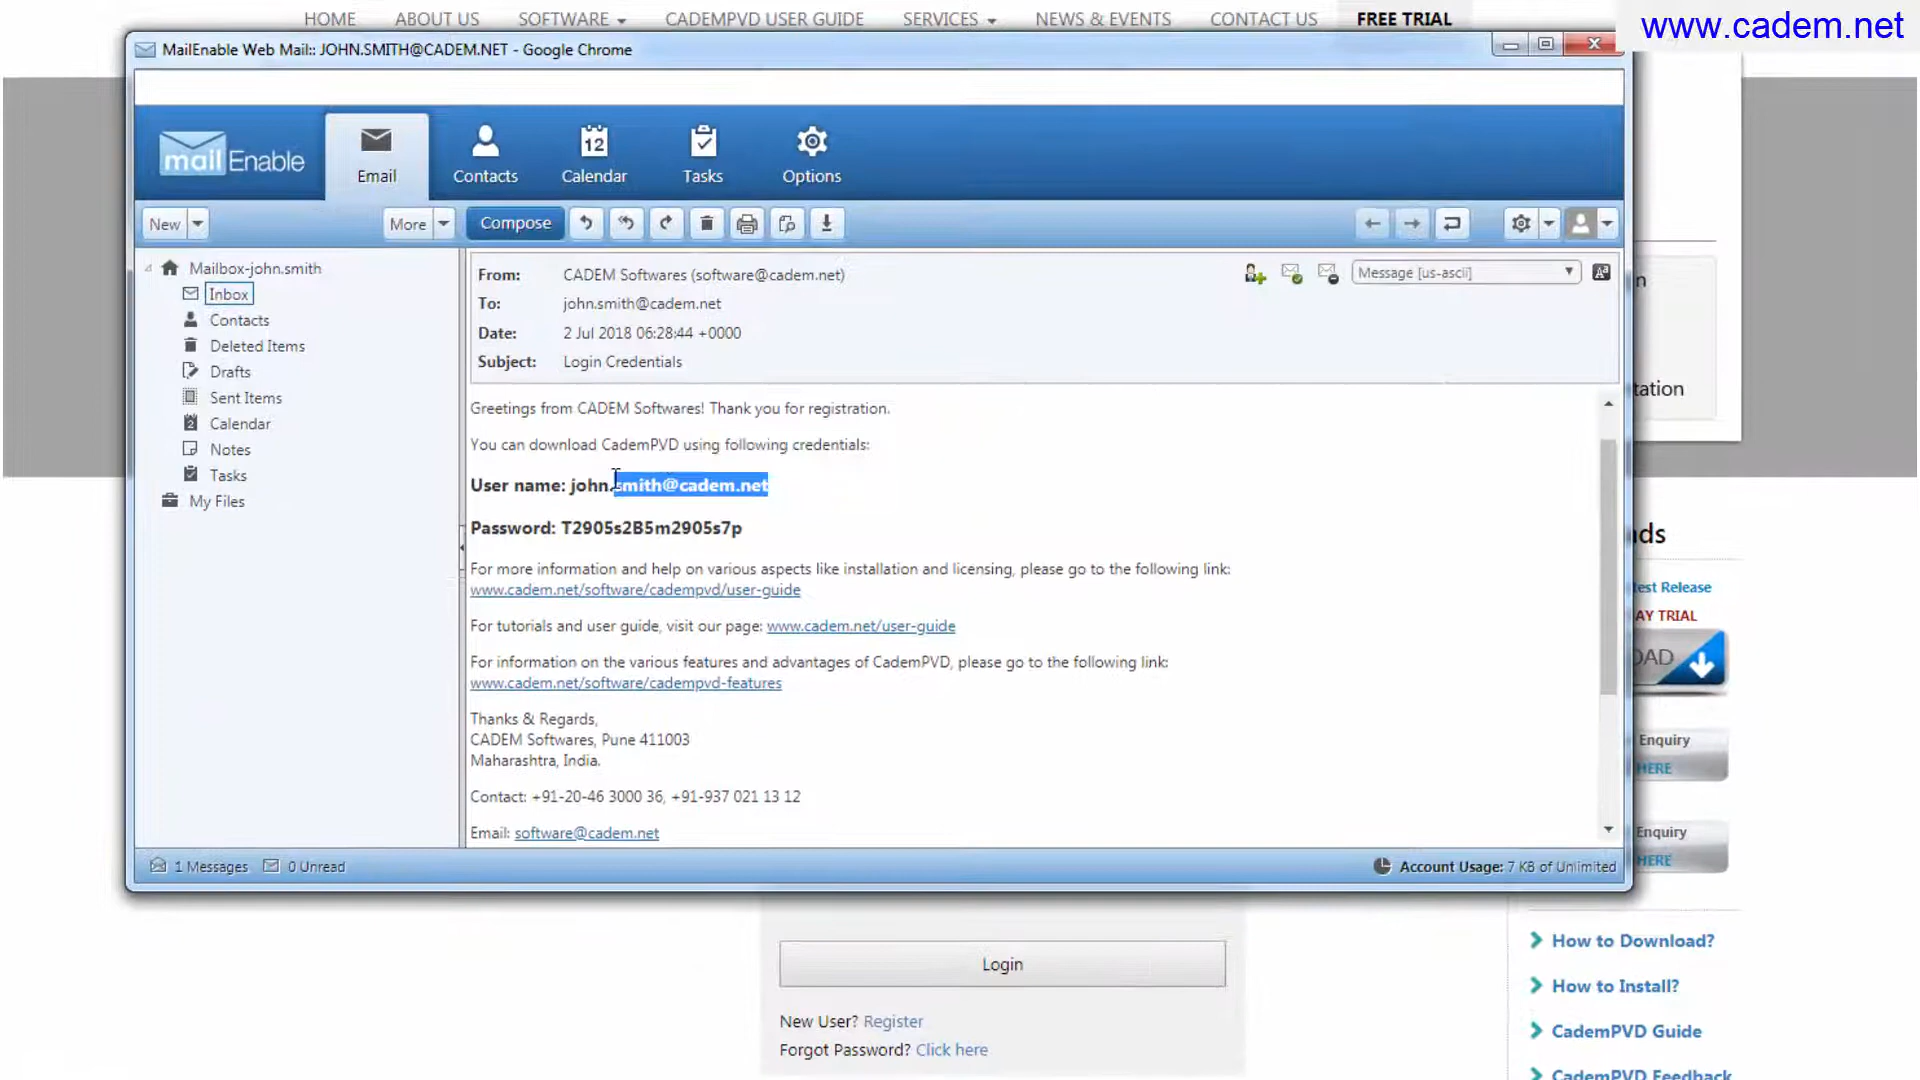 HOME ABOUT US SOFTWARE CADEMPVD USER GUIDE SERVICES NEWS & EVENTS CONTACT US FREE TRIAL
www.cadem.net
MailEnable Web Mail:: JOHN.SMITH@CADEM.NET - Google Chrome
mail Enable
Email
Contacts
12
Calendar
Tasks
Options
New
More
Compose
Mailbox-john.smith
Inbox
Contacts
Deleted Items
Drafts
Sent Items
Calendar
Notes
Tasks
My Files
From: CADEM Softwares (software@cadem.net)
Message [us-ascii]
To: john.smith@cadem.net
Date: 2 Jul 2018 06:28:44 +0000
Subject: Login Credentials
Greetings from CADEM Softwares! Thank you for registration.
You can download CademPVD using following credentials:
User name: john.smith@cadem.net
Password: T2905s2B5m2905s7p
For more information and help on various aspects like installation and licensing, please go to the following link:
www.cadem.net/software/cadempvd/user-guide
For tutorials and user guide, visit our page: www.cadem.net/user-guide
For information on the various features and advantages of CademPVD, please go to the following link:
www.cadem.net/software/cadempvd-features
Thanks & Regards,
CADEM Softwares, Pune 411003
Maharashtra, India.
Contact: +91-20-46 3000 36, +91-937 021 13 12
Email: software@cadem.net
1 Messages 0 Unread
Account Usage: 7 KB of Unlimited
n
tation
nds
test Release
AY TRIAL
OAD
Enquiry
HERE
Enquiry
HERE
Login
New User? Register
Forgot Password? Click here
How to Download?
How to Install?
CademPVD Guide
CademPVD Feedback